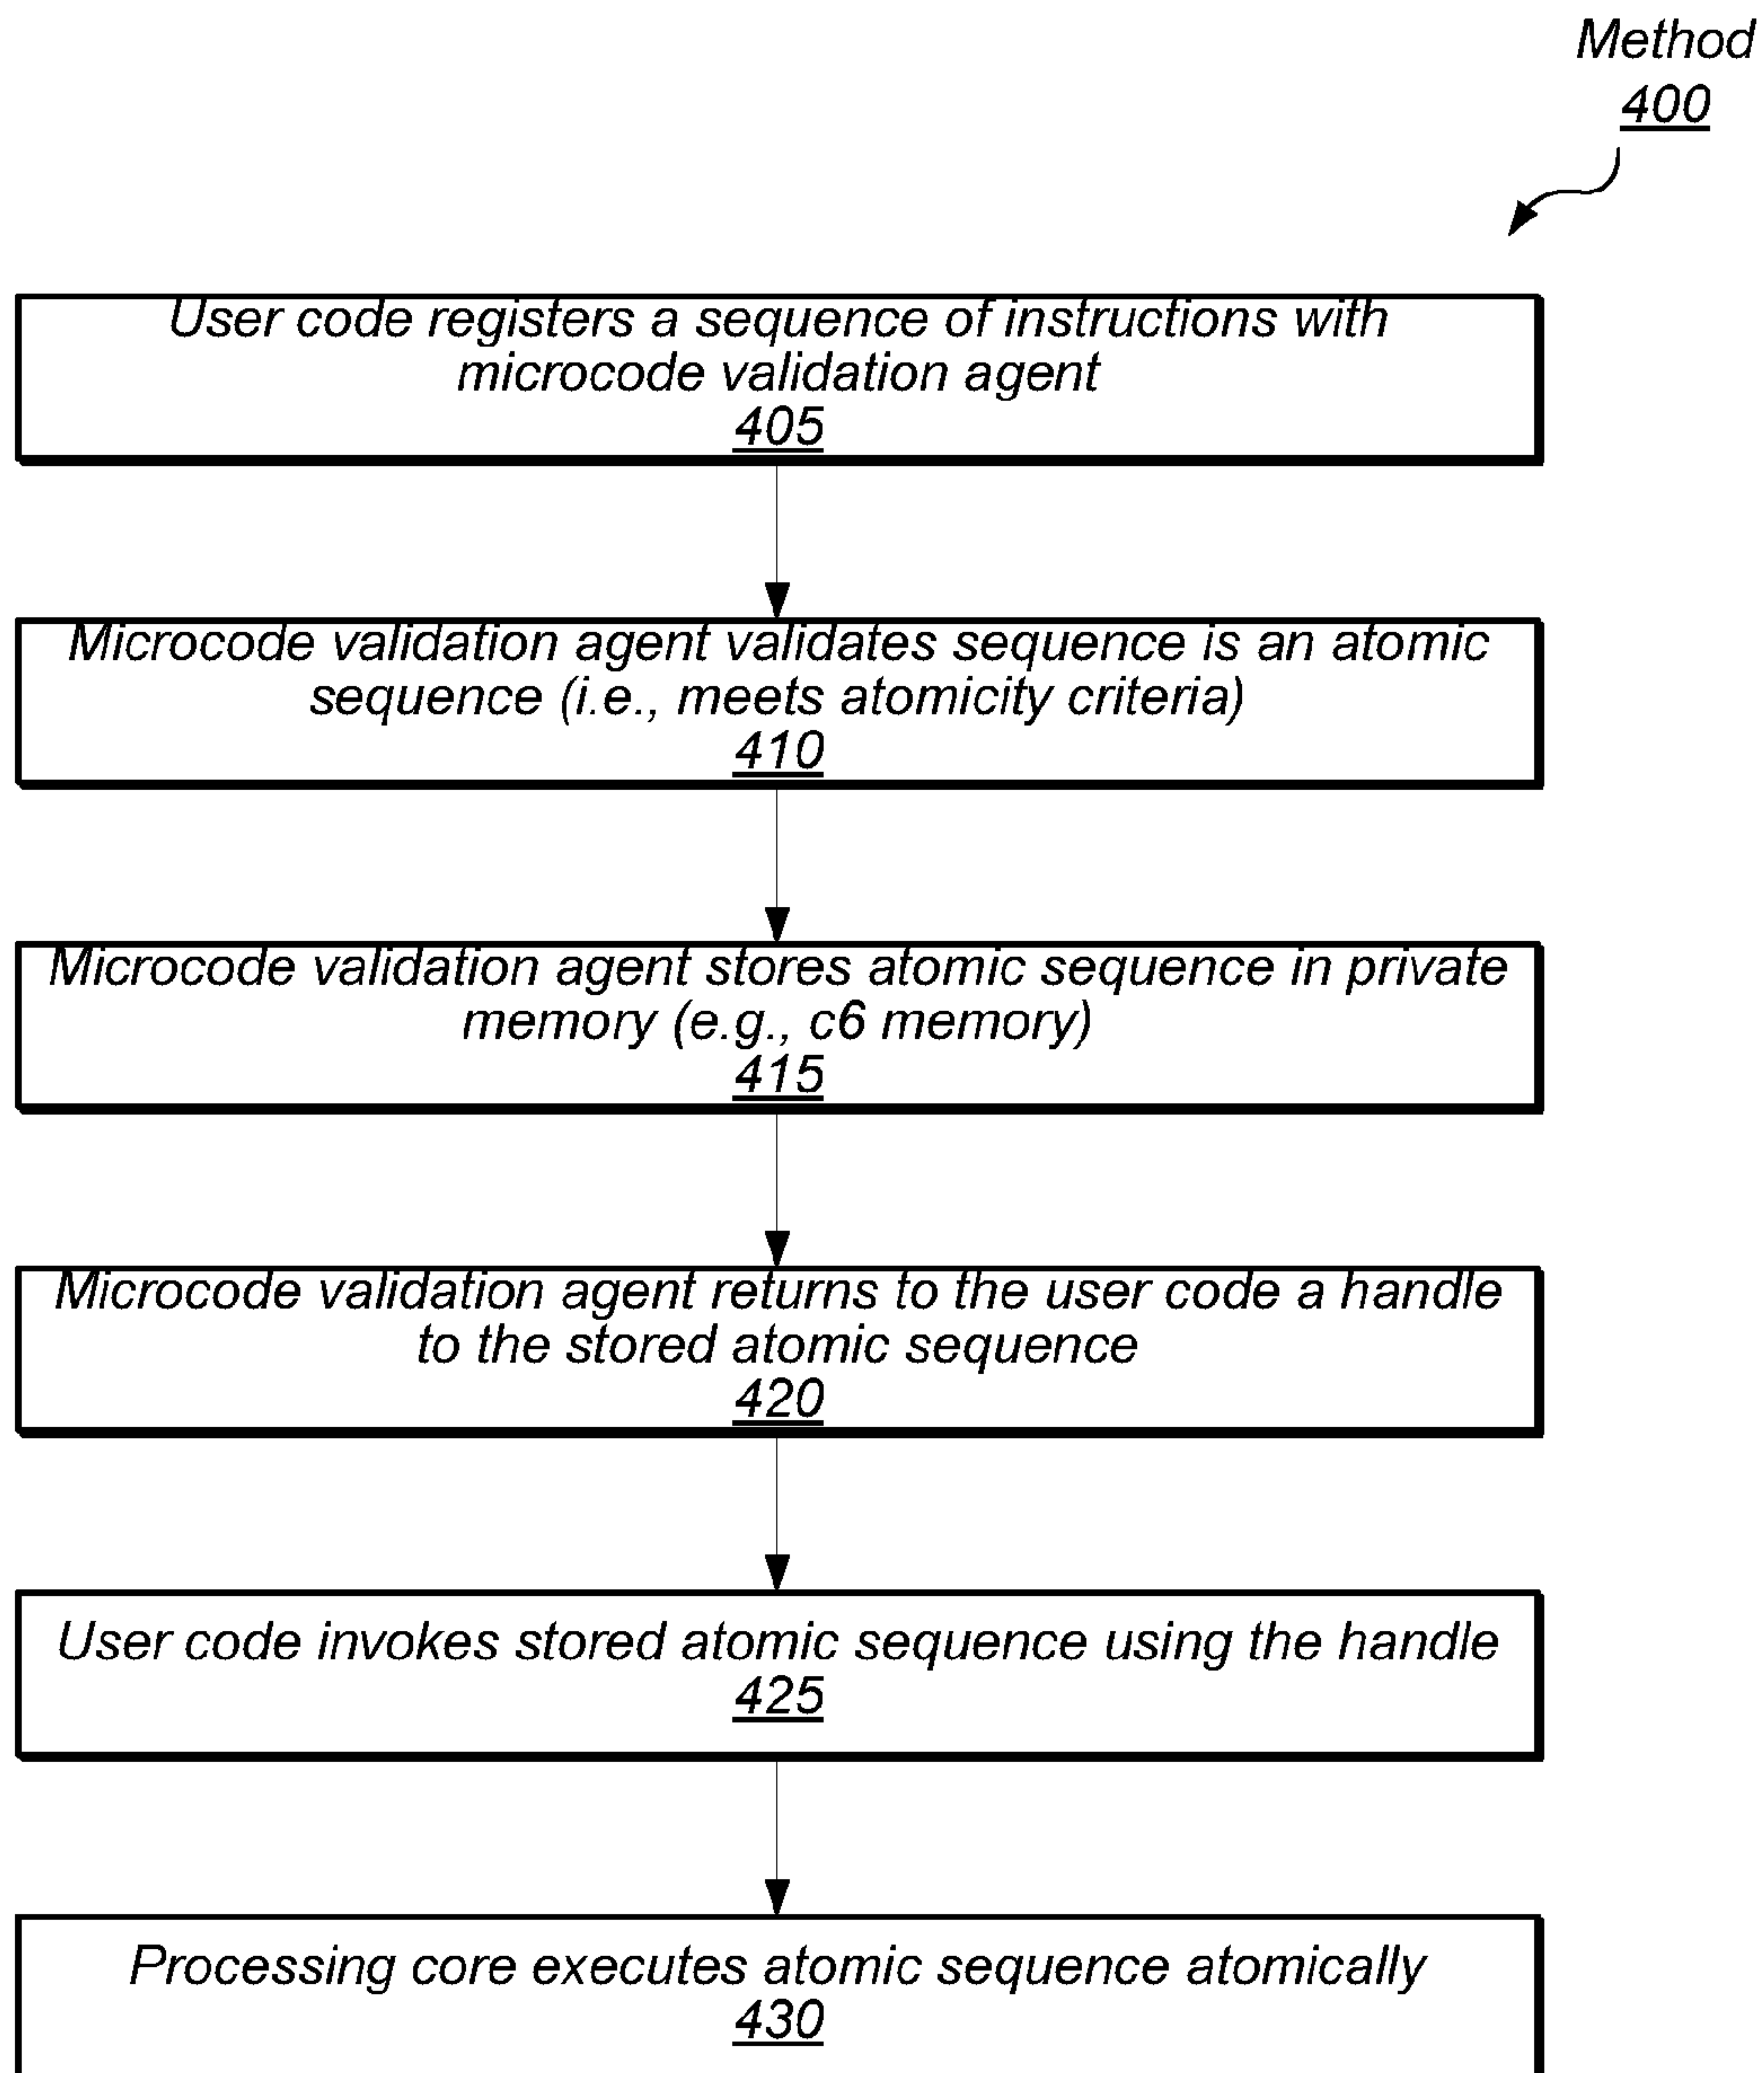 Method
400
User code registers a sequence of instructions with
microcode validation agent
405
Microcode validation agent validates sequence is an atomic
sequence (i.e., meets atomicity criteria)
410
Microcode validation agent stores atomic sequence in private
memory (e.g., c6 memory)
415
Microcode validation agent returns to the user code a handle
to the stored atomic sequence
420
User code invokes stored atomic sequence using the handle
425
Processing core executes atomic sequence atomically
430